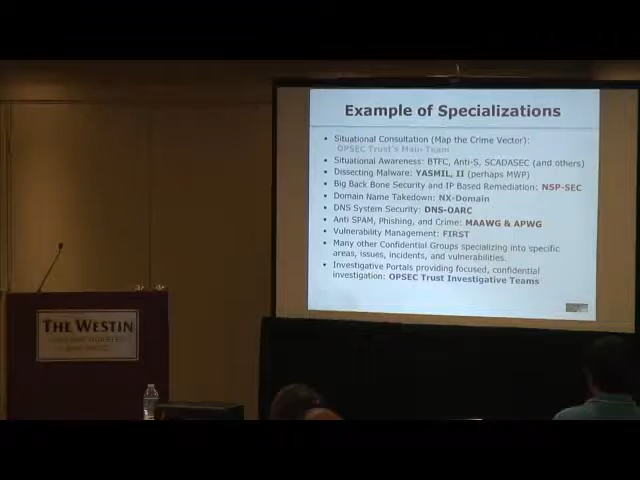 Example of Specializations
• Situational Consultation (Map the Crime Vector):
OPSEC Trust's Main Team
• Situational Awareness: BTFC, Anti-S, SCADASEC (and others)
• Dissecting Malware: YASMIL, II (perhaps MWP)
• Big Back Bone Security and IP Based Remediation: NSP-SEC
• Domain Name Takedown: NX-Domain
• DNS System Security: DNS-OARC
• Anti SPAM, Phishing, and Crime: MAAWG & APWG
• Vulnerability Management: FIRST
• Many other Confidential Groups specializing into specific
areas, issues, incidents, and vulnerabilities.
• Investigative Portals providing focused, confidential
investigation: OPSEC Trust Investigative Teams
THE WESTIN